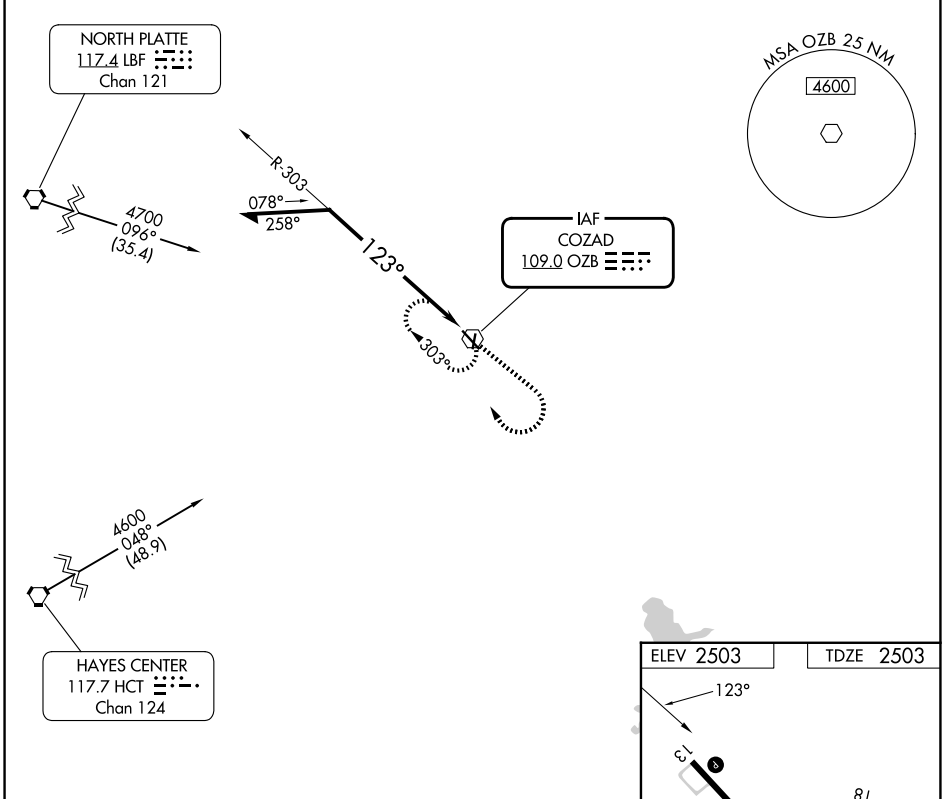 NORTH PLATTE
117.4 LBF
Chan 121
MSA OZB 25 NM
4600
R-303
078°
258°
4700
096°
(35.4)
123°
IAF
COZAD
109.0 OZB
303°
4600
048°
(48.9)
HAYES CENTER
117.7 HCT
Chan 124
ELEV 2503
TDZE 2503
123°
13
P
18